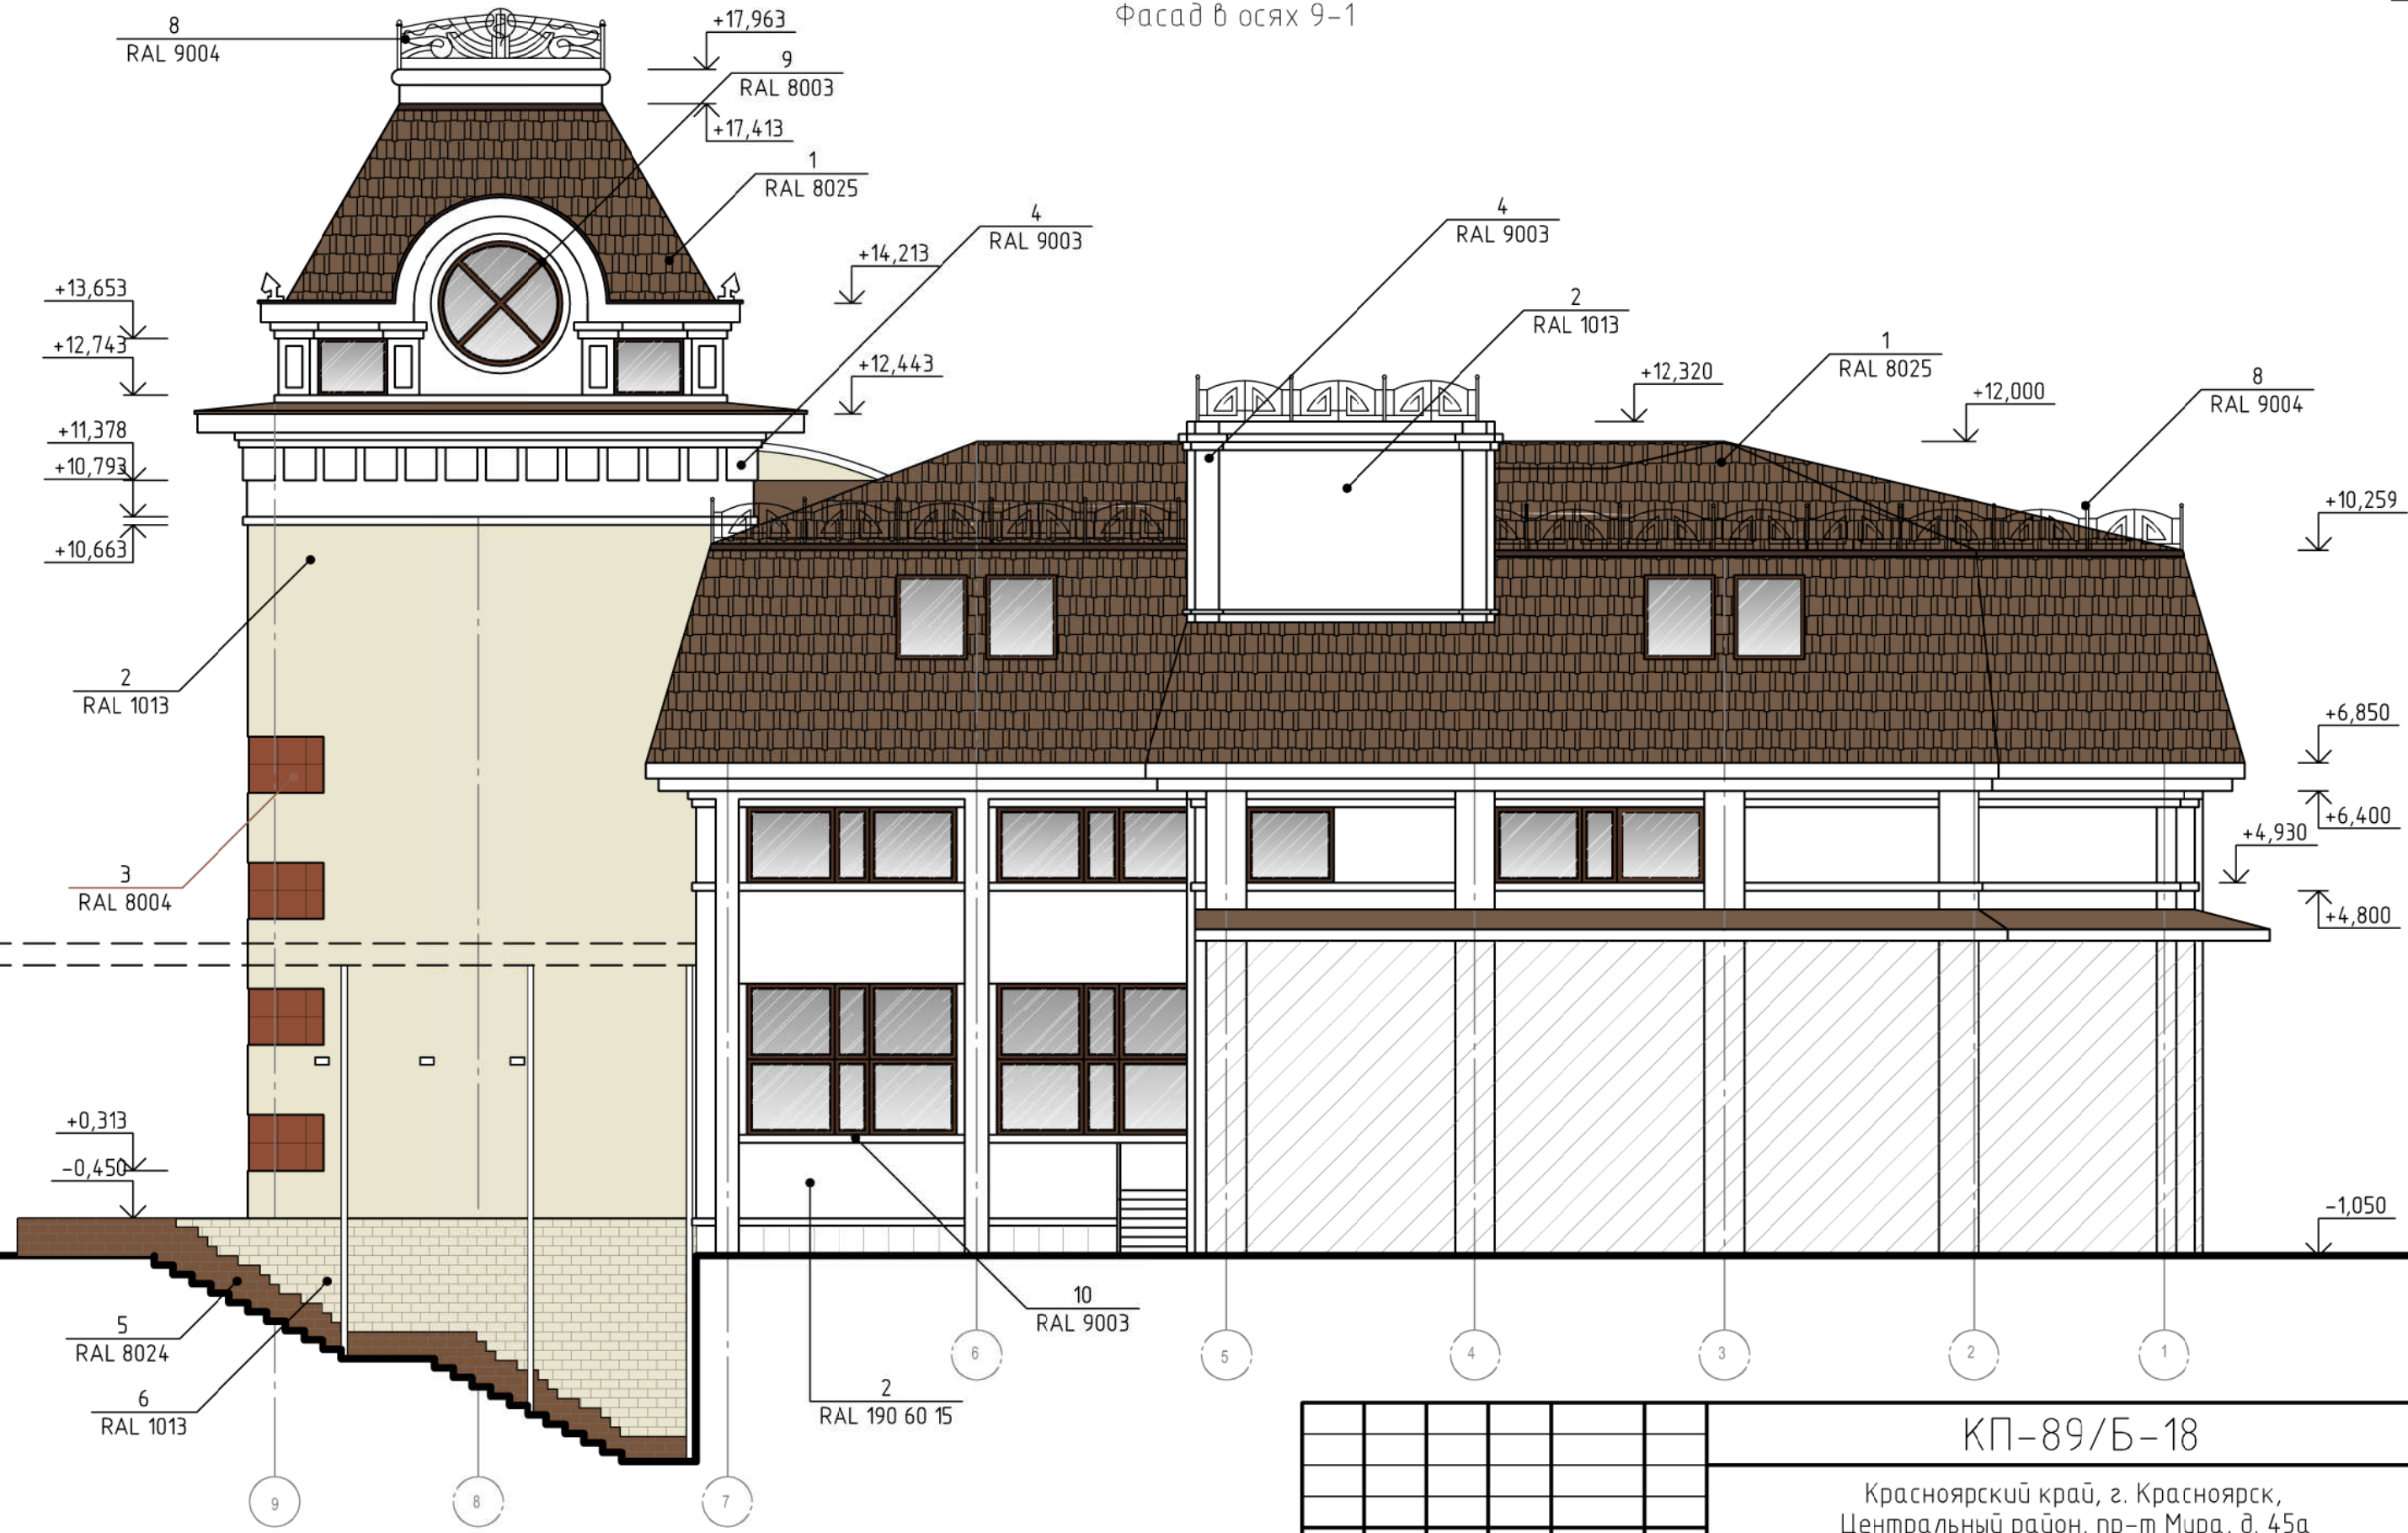 Фасад в осях 9-1
8
RAL 9004
+17,963
9
RAL 8003
+17,413
1
RAL 8025
4
RAL 9003
4
RAL 9003
+14,213
+13,653
2
RAL 1013
+12,743
1
RAL 8025
+12,443
+12,320
+12,000
8
RAL 9004
+11,378
+10,793
+10,259
+10,663
2
RAL 1013
+6,850
+6,400
+4,930
3
RAL 8004
+4,800
+0,313
-0,450
-1,050
10
RAL 9003
5
RAL 8024
6
RAL 1013
2
RAL 190 60 15
6
5
4
3
2
1
9
8
7
КП-89/Б-18
Красноярский край, г. Красноярск,
Центральный район, пр-т Мира, д. 45а